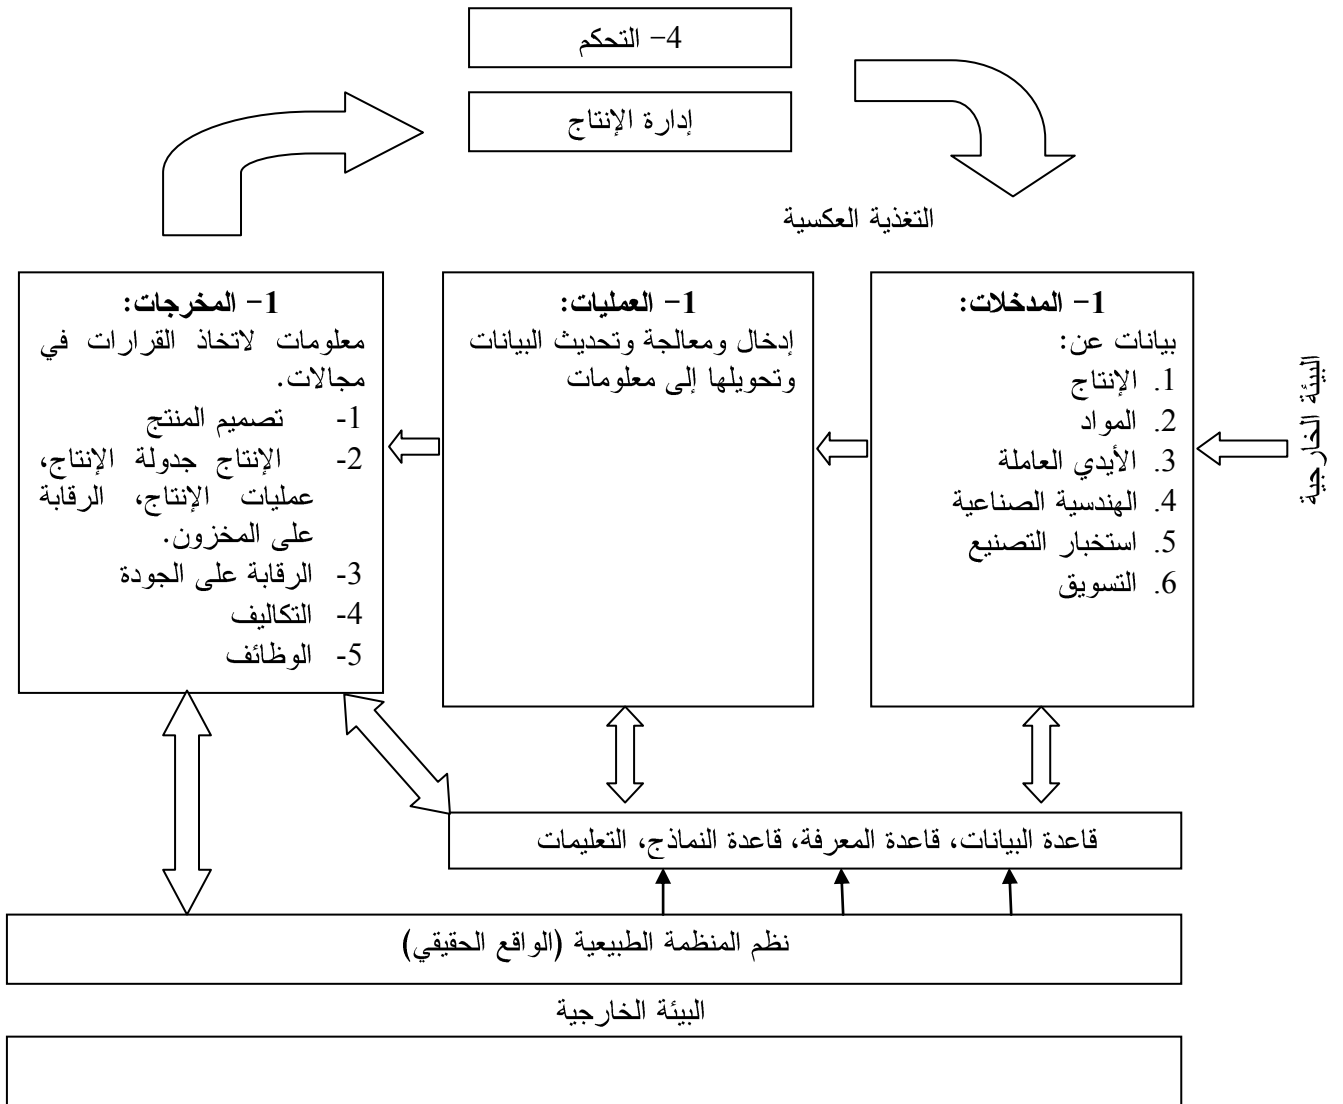 4- التحكم
إدارة الإنتاج
التغذية العكسية
1- المدخلات:
بيانات عن:
1. الإنتاج
2. المواد
3. الأيدي العاملة
4. الهندسية الصناعية
5. استخبار التصنيع
6. التسويق
البيئة الخارجية
1- العمليات:
إدخال ومعالجة وتحديث البيانات
وتحويلها إلى معلومات
1- المخرجات:
معلومات لاتخاذ القرارات في
مجالات.
1- تصميم المنتج
2- الإنتاج جدولة الإنتاج،
عمليات الإنتاج، الرقابة
على المخزون.
3- الرقابة على الجودة
4- التكاليف
5- الوظائف
قاعدة البيانات، قاعدة المعرفة، قاعدة النماذج، التعليمات
نظم المنظمة الطبيعية (الواقع الحقيقي)
البيئة الخارجية